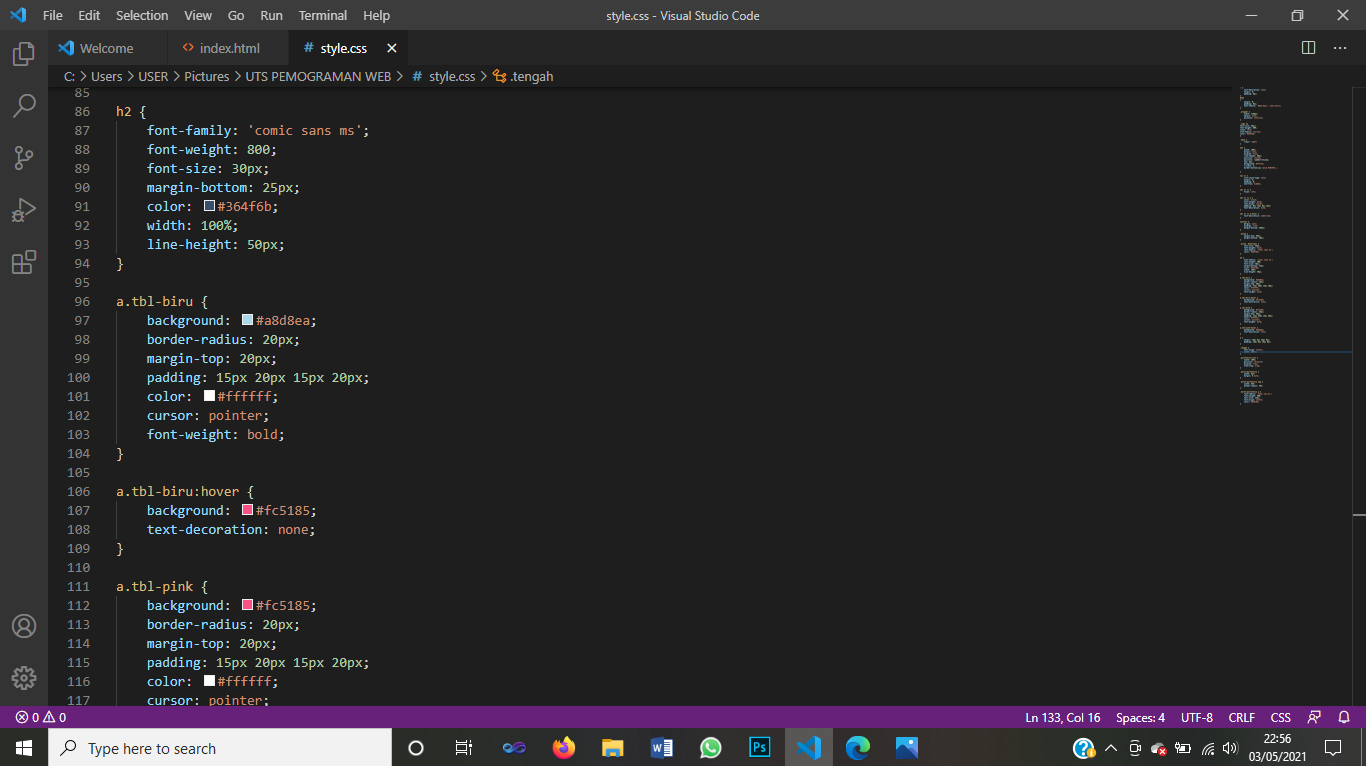 File Edit Selection View Go Run Terminal Help style.css - Visual Studio Code
Welcome index.html # style.css
C: > Users > USER > Pictures > UTS PEMOGRAMAN WEB > # style.css > .tengah
85
86 h2 {
87 font-family: 'comic sans ms';
88 font-weight: 800;
89 font-size: 30px;
90 margin-bottom: 25px;
91 color: #364f6b;
92 width: 100%;
93 line-height: 50px;
94 }
95
96 a.tbl-biru {
97 background: #a8d8ea;
98 border-radius: 20px;
99 margin-top: 20px;
100 padding: 15px 20px 15px 20px;
101 color: #ffffff;
102 cursor: pointer;
103 font-weight: bold;
104 }
105
106 a.tbl-biru:hover {
107 background: #fc5185;
108 text-decoration: none;
109 }
110
111 a.tbl-pink {
112 background: #fc5185;
113 border-radius: 20px;
114 margin-top: 20px;
115 padding: 15px 20px 15px 20px;
116 color: #ffffff;
117 cursor: pointer;
0 0 Ln 133, Col 16 Spaces: 4 UTF-8 CRLF CSS
Type here to search
Ps
22:56
03/05/2021